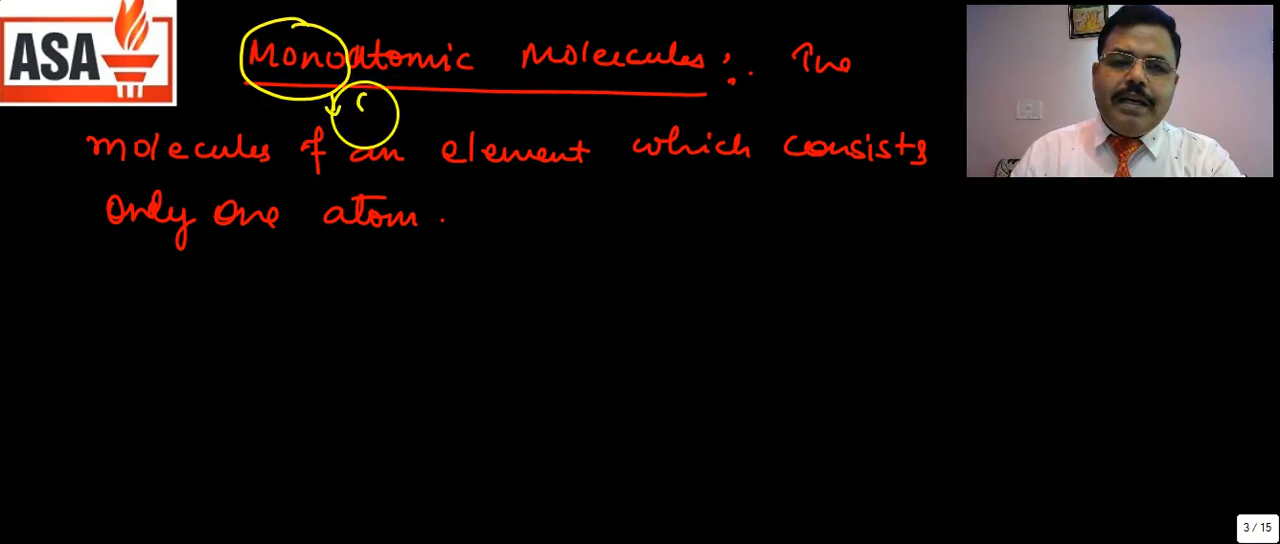 ASA
Monoatomic Molecules :. The
molecules of an element which consists
only one atom.
3 / 15